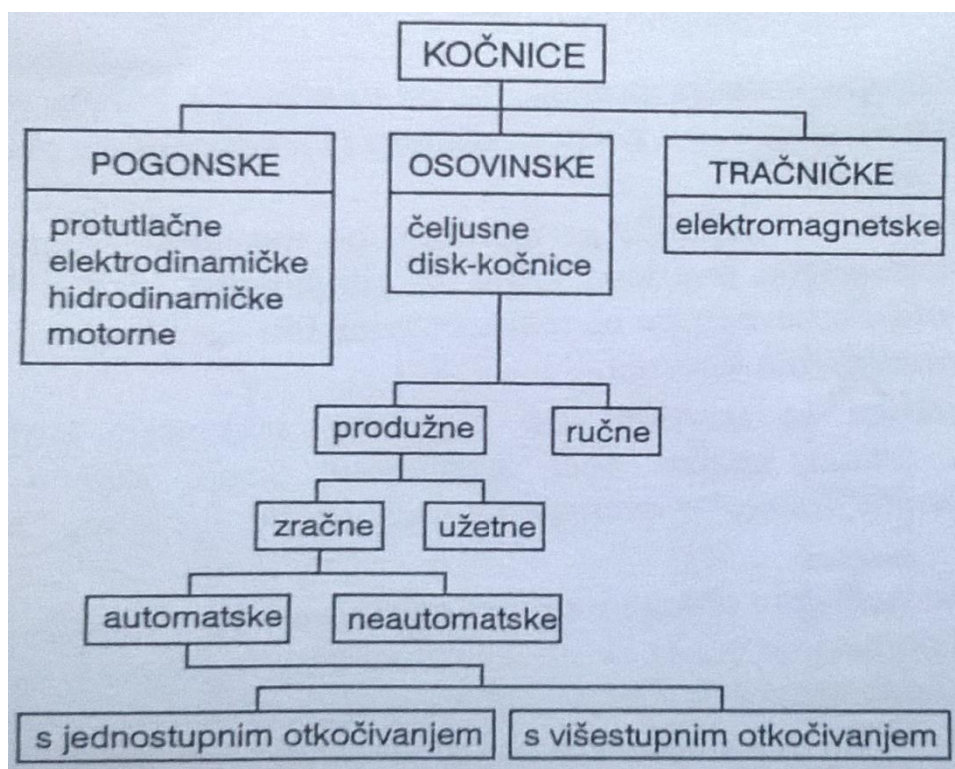 KOČNICE
POGONSKE
protutlačne
elektrodinamičke
hidrodinamičke
motorne
OSOVINSKE
čeljusne
disk-kočnice
TRAČNIČKE
elektromagnetske
produžne
ručne
zračne
užetne
automatske
neautomatske
s jednostupnim otkočivanjem
s višestupnim otkočivanjem